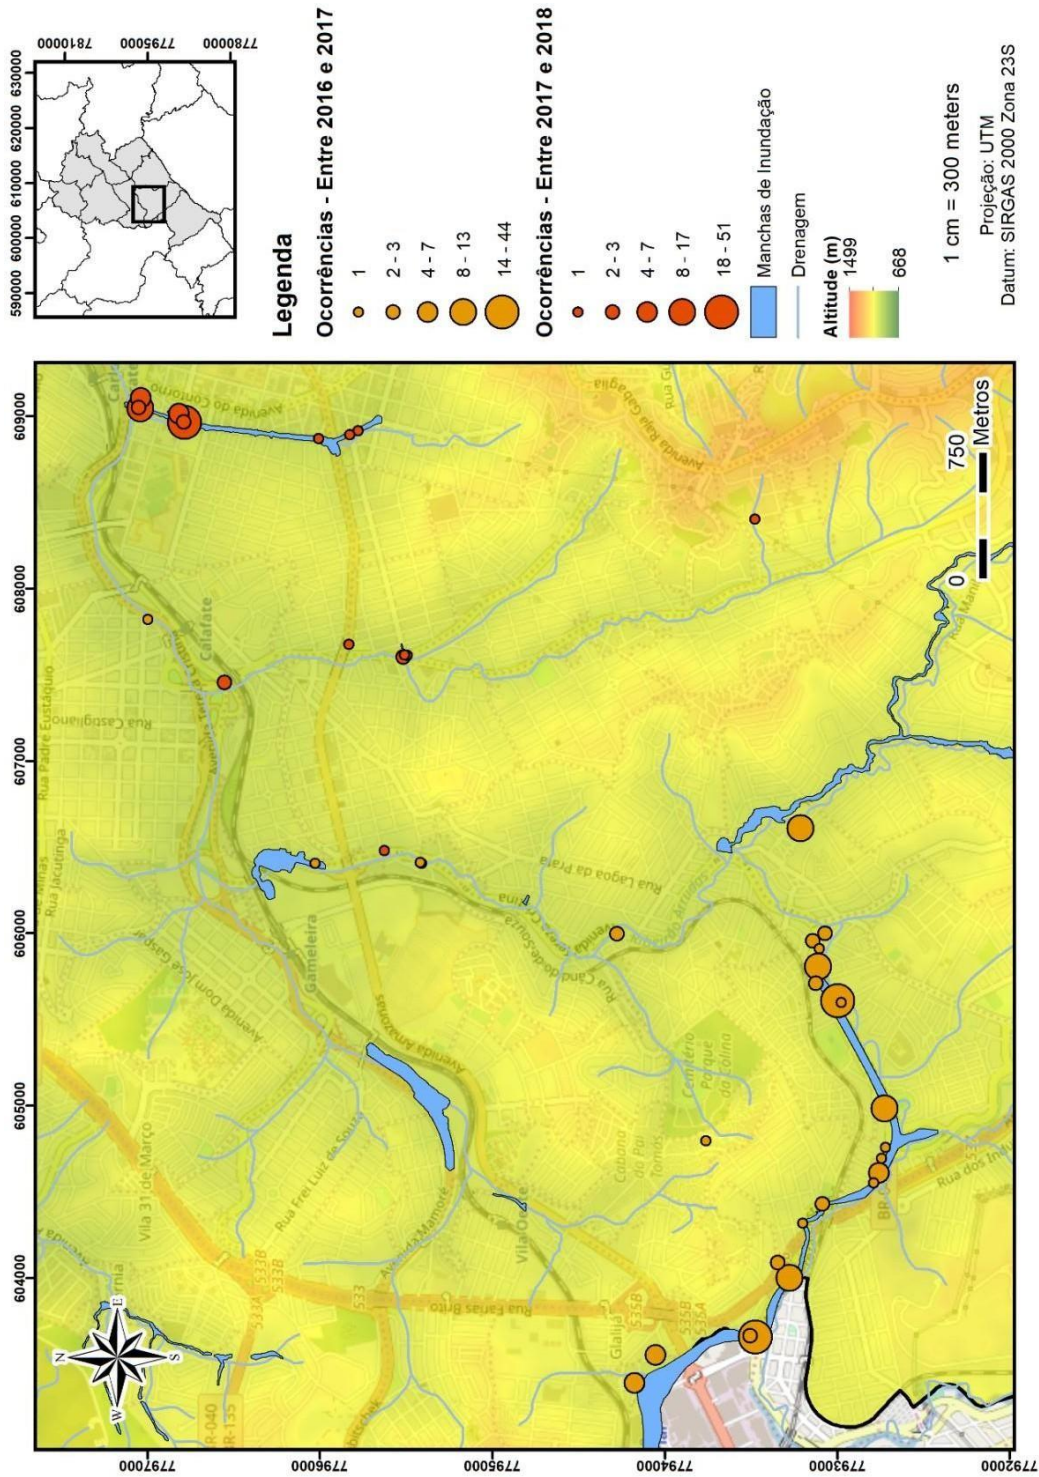 590000 600000 610000 620000 630000
7810000
7795000
7780000
Legenda
Ocorrências - Entre 2016 e 2017
1
2 - 3
4 - 7
8 - 13
14 - 44
Ocorrências - Entre 2017 e 2018
1
2 - 3
4 - 7
8 - 17
18 - 51
Manchas de Inundação
Drenagem
Altitude (m)
1499
668
1 cm = 300 meters
Projeção: UTM
Datum: SIRGAS 2000 Zona 23S
604000 605000 606000 607000 608000 609000
7797000
7796000
7795000
7794000
7793000
7792000
N
E
S
W
0 750
Metros
Vila 31 de Março
Avenida Dom José Gaspar
Rua Jacutinga
Rua Padre Eustáquio
Rua Castigliano
Calafate
Avenida do Contorno
Gameleira
Rua Frei Luiz de Souza
Avenida Mamoré
Avenida Amazonas
Vila Oeste
Rua Farias Brito
533
535B
535B
535A
Rua Cândido de Souza
Rua Lagoa da Prata
Cemitério
Parque
da Colina
Avenida Raja Gabaglia